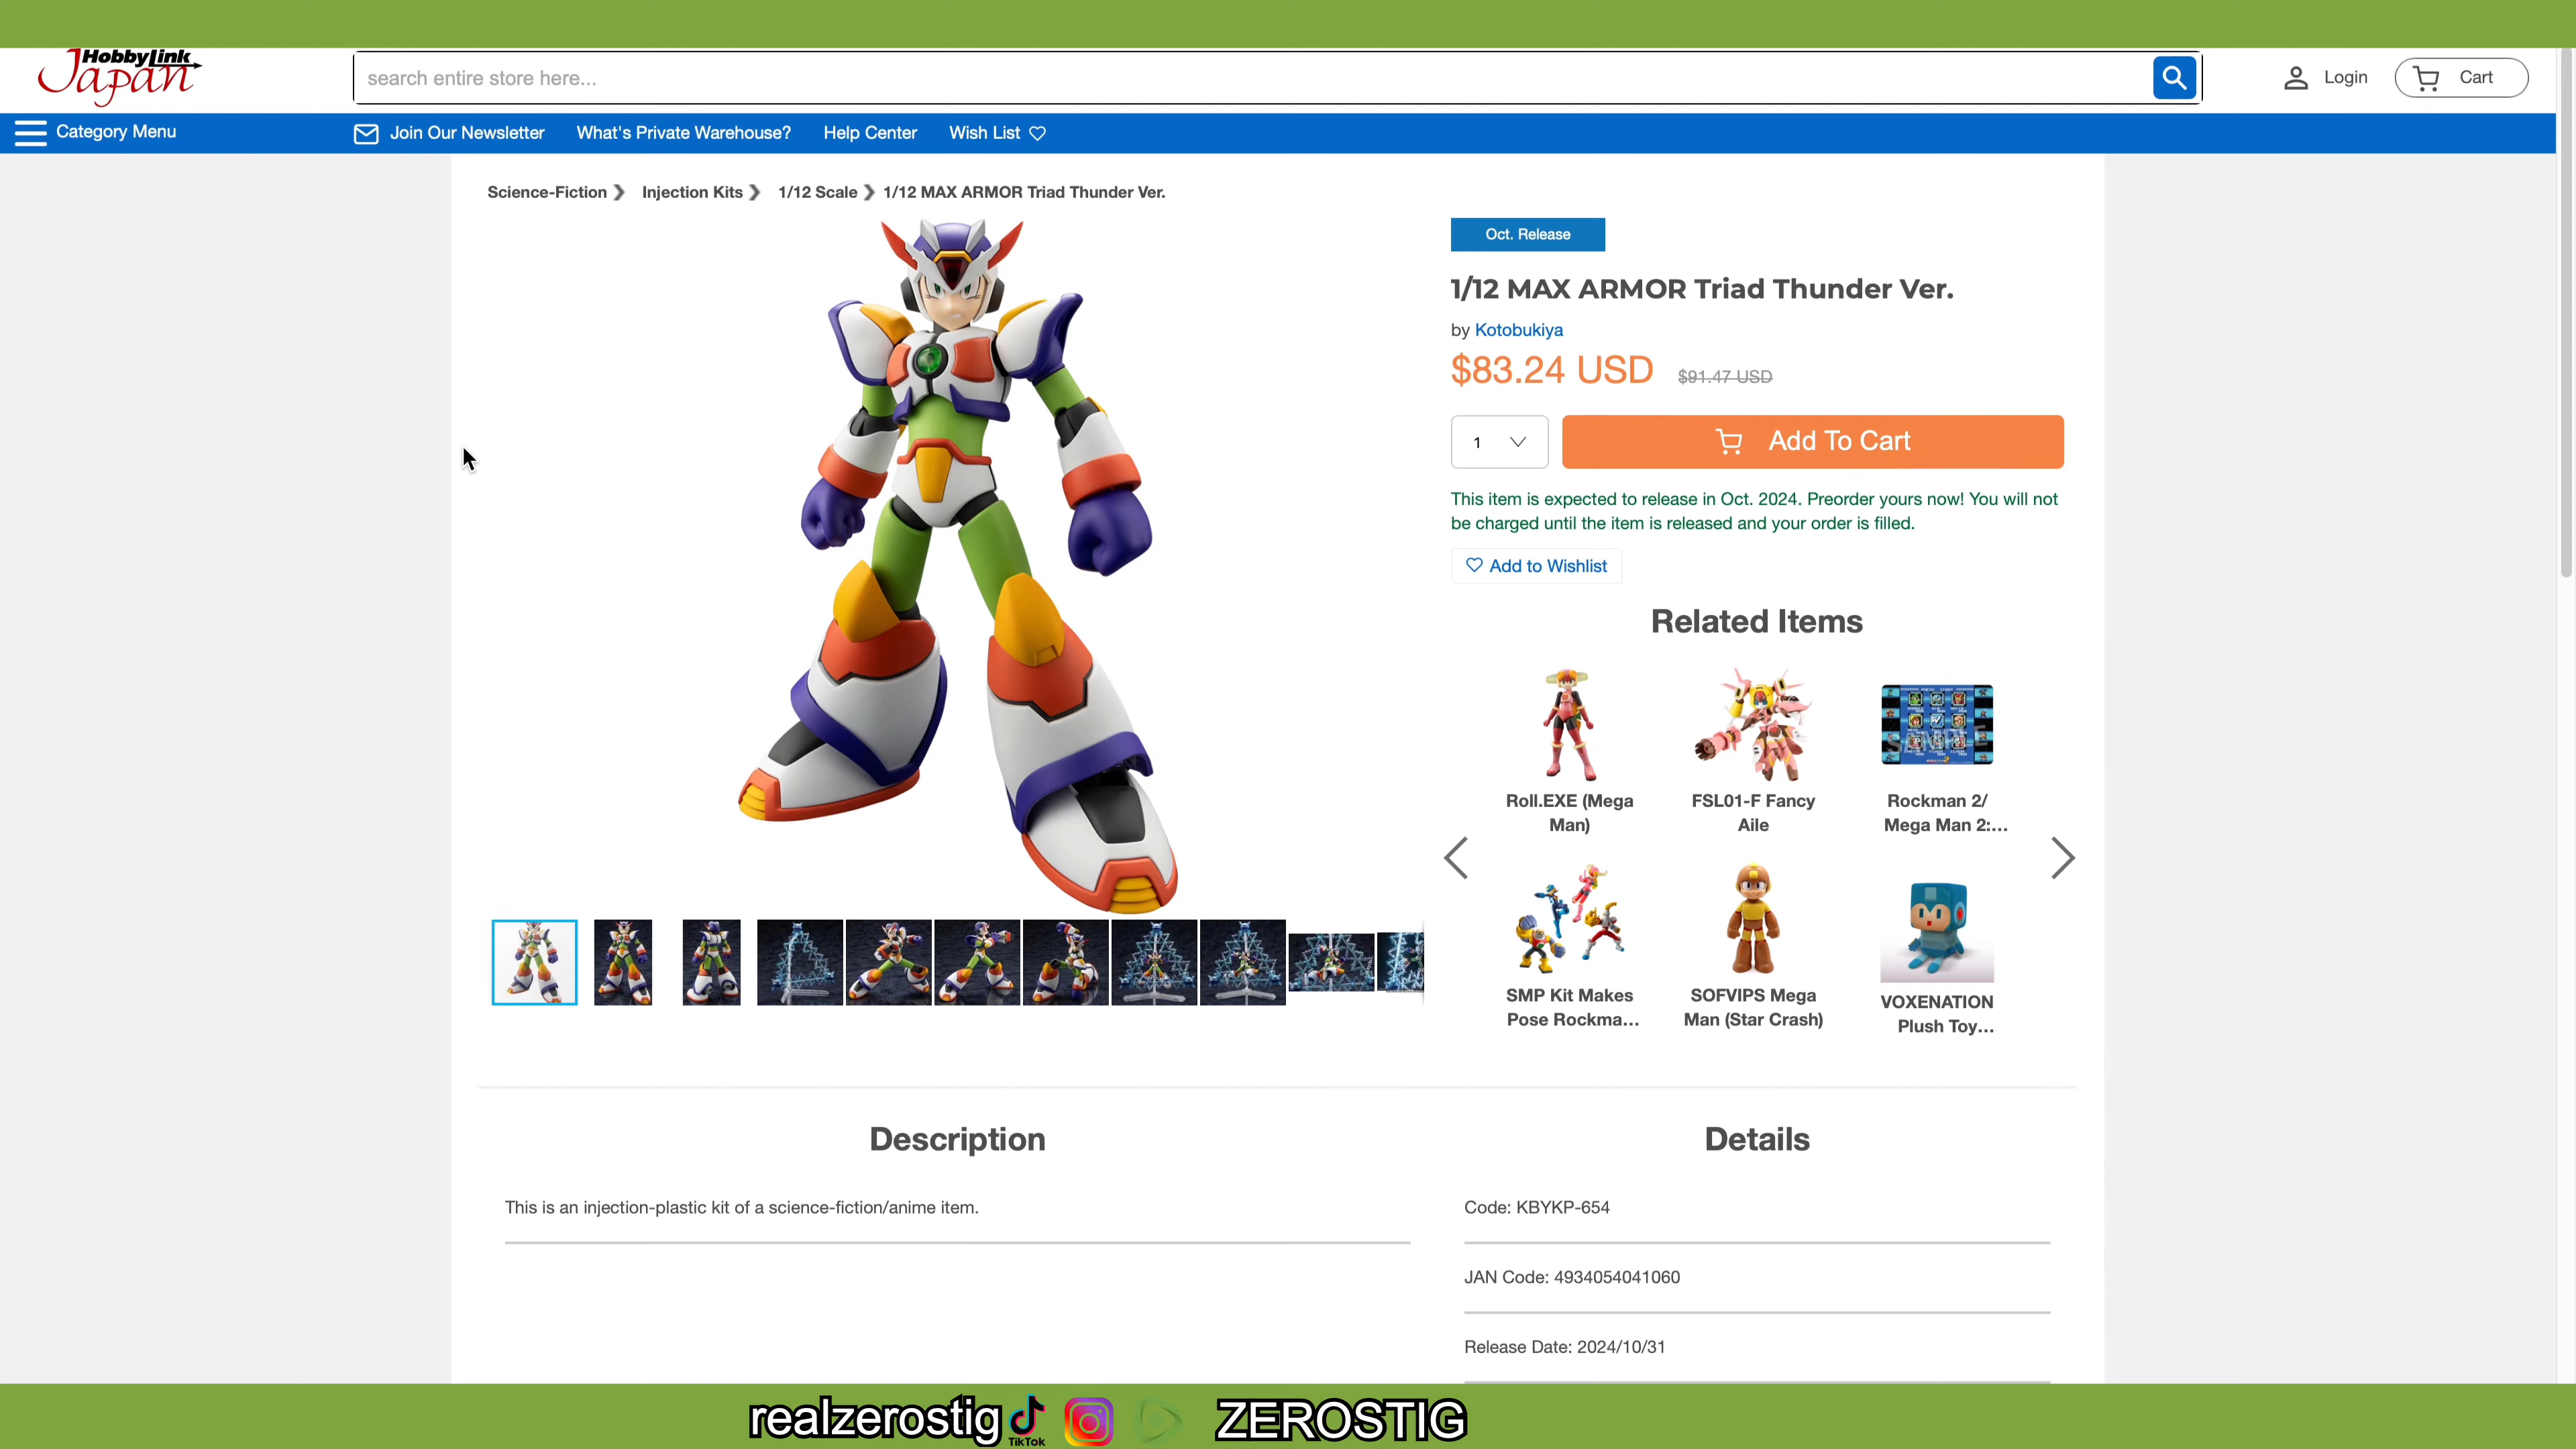 HobbyLink
Japan
search entire store here...
Login
Cart
Category Menu
Join Our Newsletter
What's Private Warehouse?
Help Center
Wish List
Science-Fiction
Injection Kits
1/12 Scale
1/12 MAX ARMOR Triad Thunder Ver.
Oct. Release
1/12 MAX ARMOR Triad Thunder Ver.
by Kotobukiya
$83.24 USD $91.47 USD
1
Add To Cart
This item is expected to release in Oct. 2024. Preorder yours now! You will not
be charged until the item is released and your order is filled.
Add to Wishlist
Related Items
Roll.EXE (Mega
Man)
FSL01-F Fancy
Aile
Rockman 2/
Mega Man 2:...
SMP Kit Makes
Pose Rockma...
SOFVIPS Mega
Man (Star Crash)
VOXENATION
Plush Toy...
Description
This is an injection-plastic kit of a science-fiction/anime item.
Details
Code: KBYKP-654
JAN Code: 4934054041060
Release Date: 2024/10/31
realzerostig
TikTok
ZEROSTIG